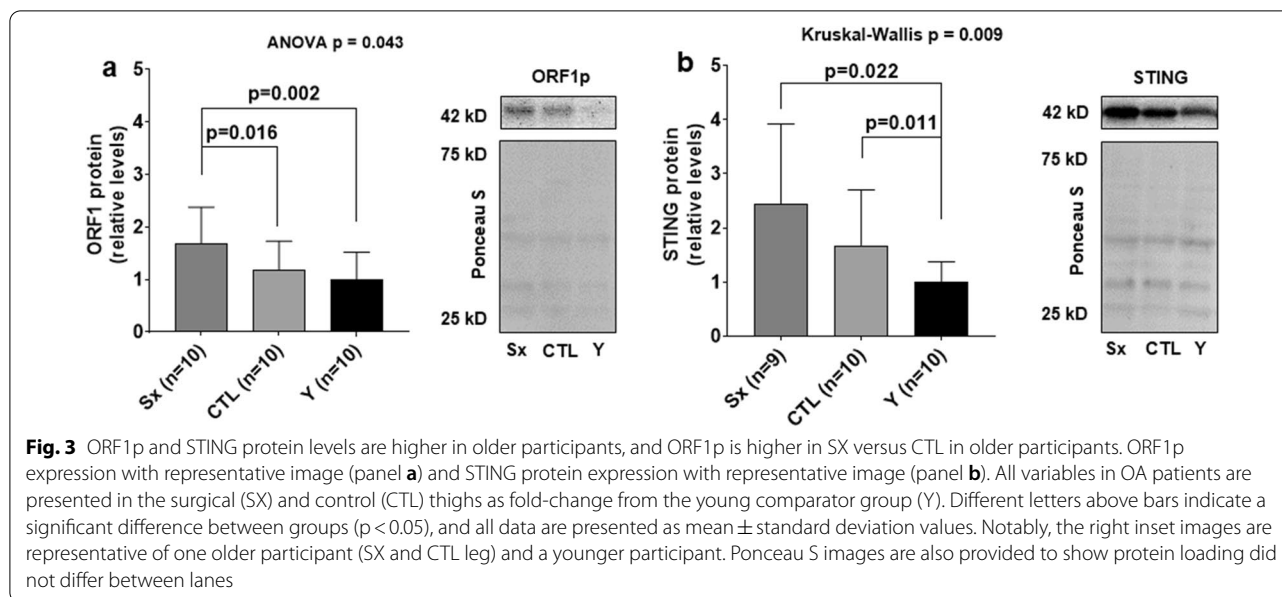 ANOVA p = 0.043
a
5
4
3
2
1
0
ORF1 protein
(relative levels)
p=0.002
p=0.016
Sx (n=10)
CTL (n=10)
Y (n=10)
ORF1p
42 kD
75 kD
Ponceau S
25 kD
Sx CTL Y
Kruskal-Wallis p = 0.009
b
5
4
3
2
1
0
STING protein
(relative levels)
p=0.022
p=0.011
Sx (n=9)
CTL (n=10)
Y (n=10)
STING
42 kD
75 kD
Ponceau S
25 kD
Sx CTL Y
Fig. 3 ORF1p and STING protein levels are higher in older participants, and ORF1p is higher in SX versus CTL in older participants. ORF1p
expression with representative image (panel a) and STING protein expression with representative image (panel b). All variables in OA patients are
presented in the surgical (SX) and control (CTL) thighs as fold-change from the young comparator group (Y). Different letters above bars indicate a
significant difference between groups (p < 0.05), and all data are presented as mean ± standard deviation values. Notably, the right inset images are
representative of one older participant (SX and CTL leg) and a younger participant. Ponceau S images are also provided to show protein loading did
not differ between lanes